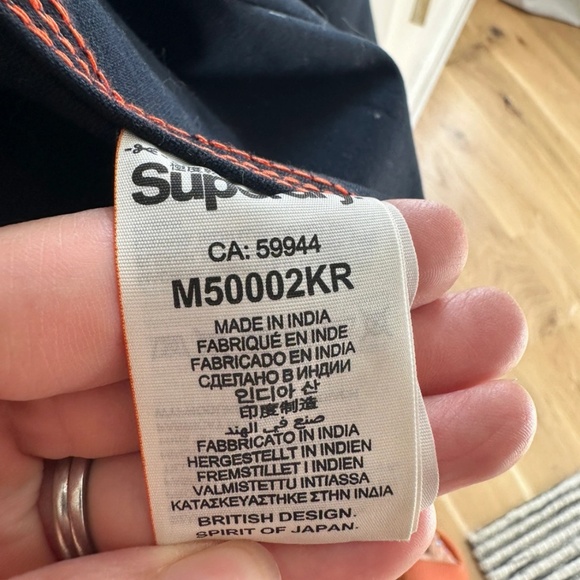 Superdry
CA: 59944
M50002KR
MADE IN INDIA
FABRIQUÉ EN INDE
FABRICADO EN INDIA
СДЕЛАНО В ИНДИИ
인디아 산
印度制造
صنع في الهند
FABBRICATO IN INDIA
HERGESTELLT IN INDIEN
FREMSTILLET I INDIEN
VALMISTETTU INTIASSA
ΚΑΤΑΣΚΕΥΑΣΤΗΚΕ ΣΤΗΝ ΙΝΔΙΑ
BRITISH DESIGN.
SPIRIT OF JAPAN.